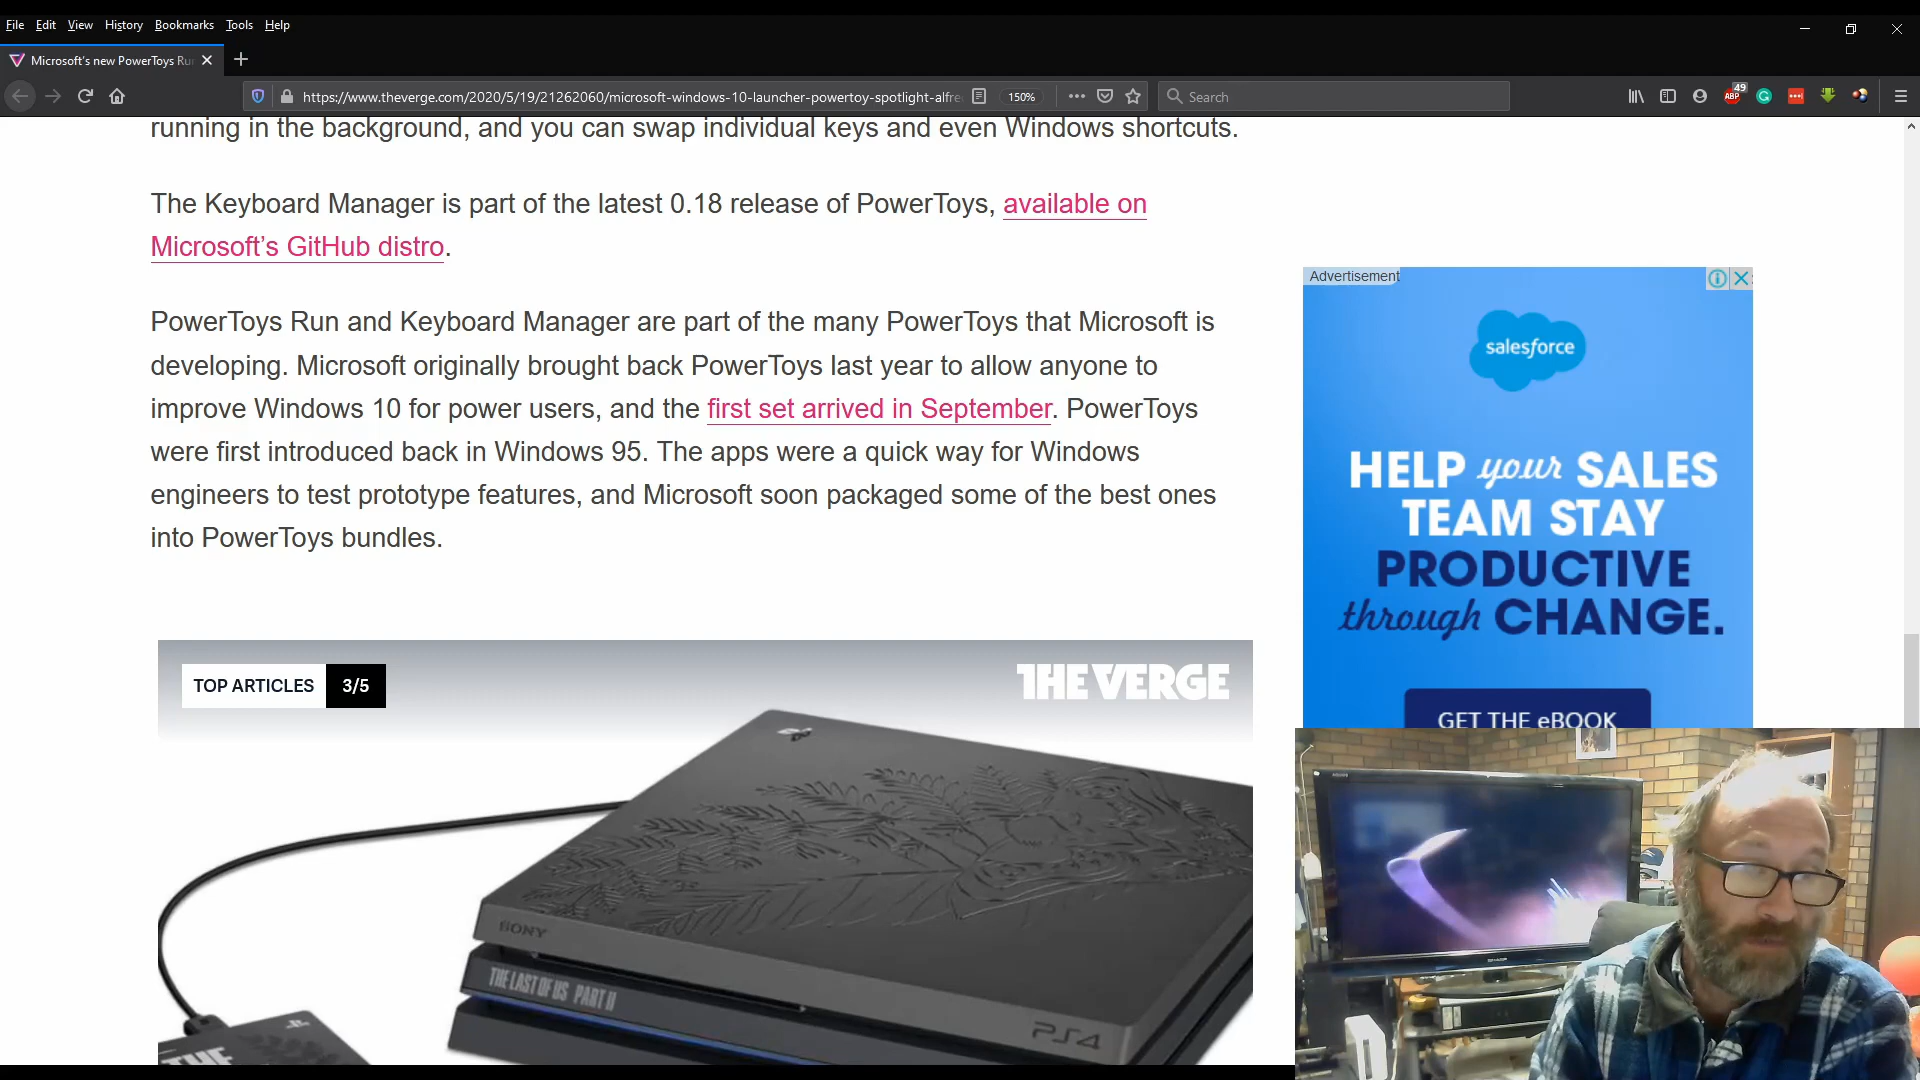 File Edit View History Bookmarks Tools Help
Microsoft's new PowerToys Ru
https://www.theverge.com/2020/5/19/21262060/microsoft-windows-10-launcher-powertoy-spotlight-alfre
150%
Search
ABP
49
running in the background, and you can swap individual keys and even Windows shortcuts.
The Keyboard Manager is part of the latest 0.18 release of PowerToys, available on
Microsoft’s GitHub distro.
PowerToys Run and Keyboard Manager are part of the many PowerToys that Microsoft is
developing. Microsoft originally brought back PowerToys last year to allow anyone to
improve Windows 10 for power users, and the first set arrived in September. PowerToys
were first introduced back in Windows 95. The apps were a quick way for Windows
engineers to test prototype features, and Microsoft soon packaged some of the best ones
into PowerToys bundles.
Advertisement
salesforce
HELP your SALES
TEAM STAY
PRODUCTIVE
through CHANGE.
GET THE eBOOK
TOP ARTICLES 3/5
THE VERGE
SONY
THE LAST OF US PART II
PS4
THE